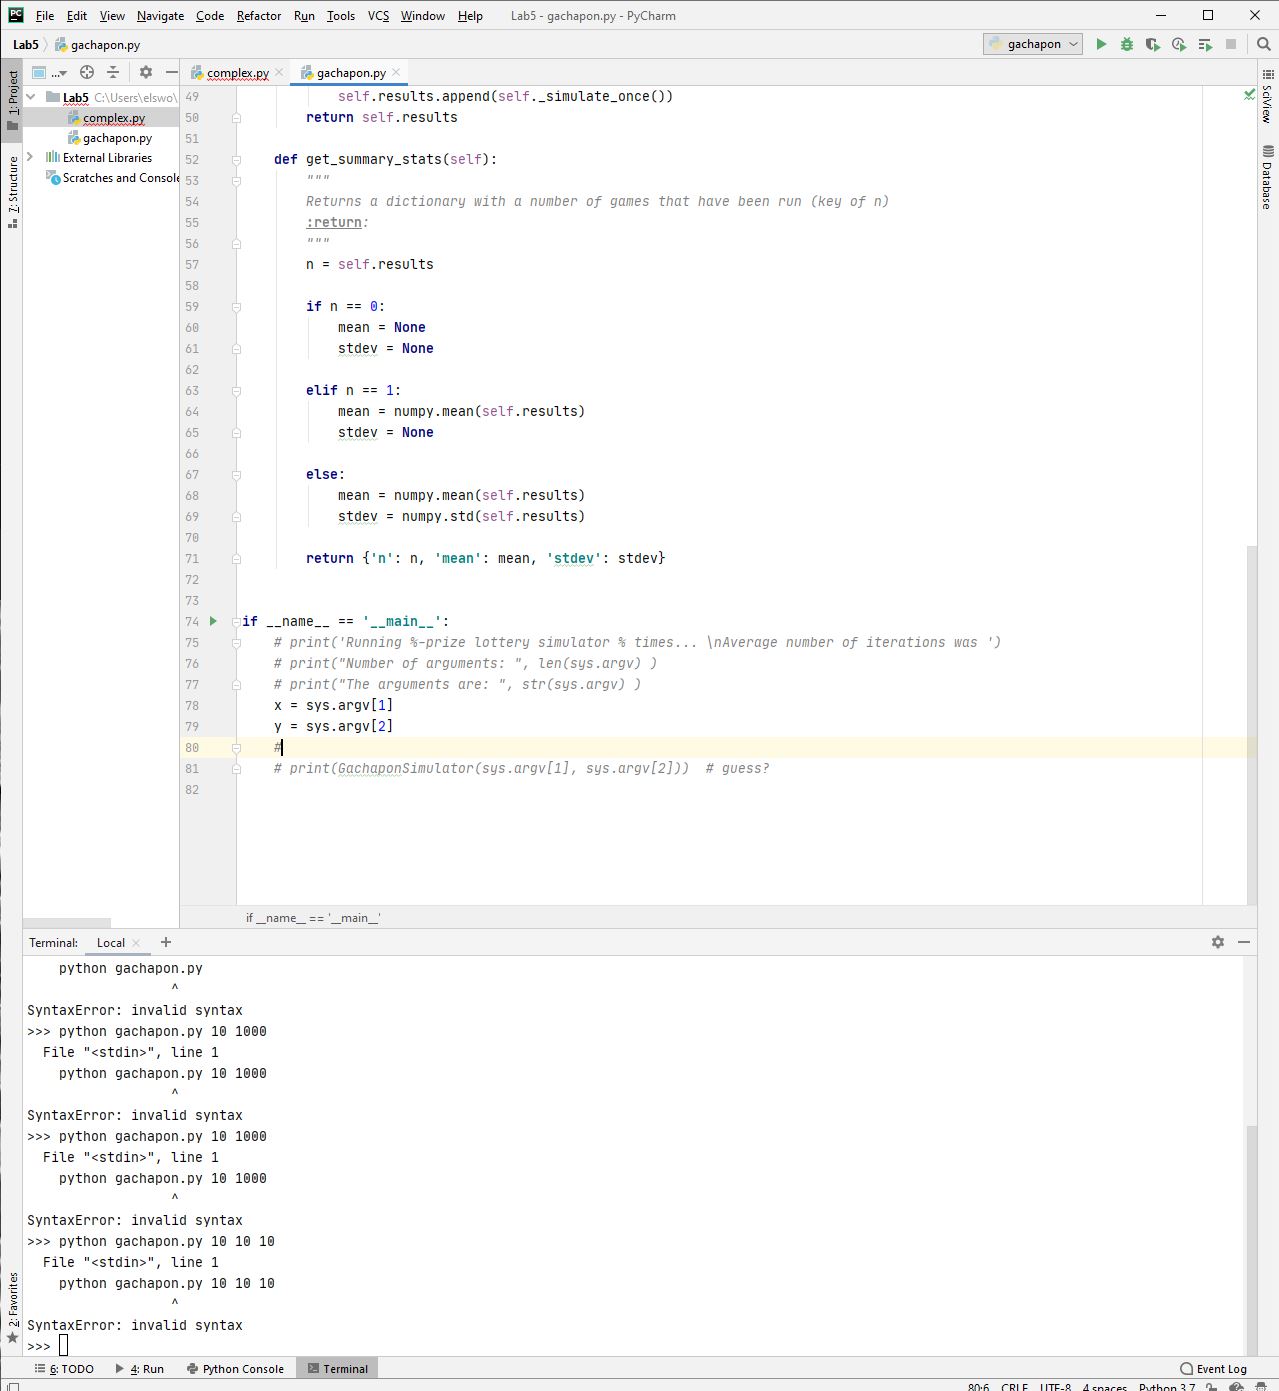 File Edit View Navigate Code Refactor Run Tools VCS Window Help Lab5 - gachapon.py - PyCharm
Lab5 gachapon.py gachapon
complex.py gachapon.py
1: Project
7: Structure
2: Favorites
Lab5 C:\Users\elswo\
complex.py
gachapon.py
External Libraries
Scratches and Console
49 self.results.append(self._simulate_once())
50 return self.results
51
52 def get_summary_stats(self):
53 """
54 Returns a dictionary with a number of games that have been run (key of n)
55 :return:
56 """
57 n = self.results
58
59 if n == 0:
60 mean = None
61 stdev = None
62
63 elif n == 1:
64 mean = numpy.mean(self.results)
65 stdev = None
66
67 else:
68 mean = numpy.mean(self.results)
69 stdev = numpy.std(self.results)
70
71 return {'n': n, 'mean': mean, 'stdev': stdev}
72
73
74 if __name__ == '__main__':
75 # print('Running %-prize lottery simulator % times... \nAverage number of iterations was ')
76 # print("Number of arguments: ", len(sys.argv) )
77 # print("The arguments are: ", str(sys.argv) )
78 x = sys.argv[1]
79 y = sys.argv[2]
80 #
81 # print(GachaponSimulator(sys.argv[1], sys.argv[2])) # guess?
82
if __name__ == '__main__'
SciView
Database
Terminal: Local
python gachapon.py
^
SyntaxError: invalid syntax
>>> python gachapon.py 10 1000
File "<stdin>", line 1
python gachapon.py 10 1000
^
SyntaxError: invalid syntax
>>> python gachapon.py 10 1000
File "<stdin>", line 1
python gachapon.py 10 1000
^
SyntaxError: invalid syntax
>>> python gachapon.py 10 10 10
File "<stdin>", line 1
python gachapon.py 10 10 10
^
SyntaxError: invalid syntax
>>>
6: TODO 4: Run Python Console Terminal Event Log
80:6 CRLF UTF-8 4 spaces Python 3.7